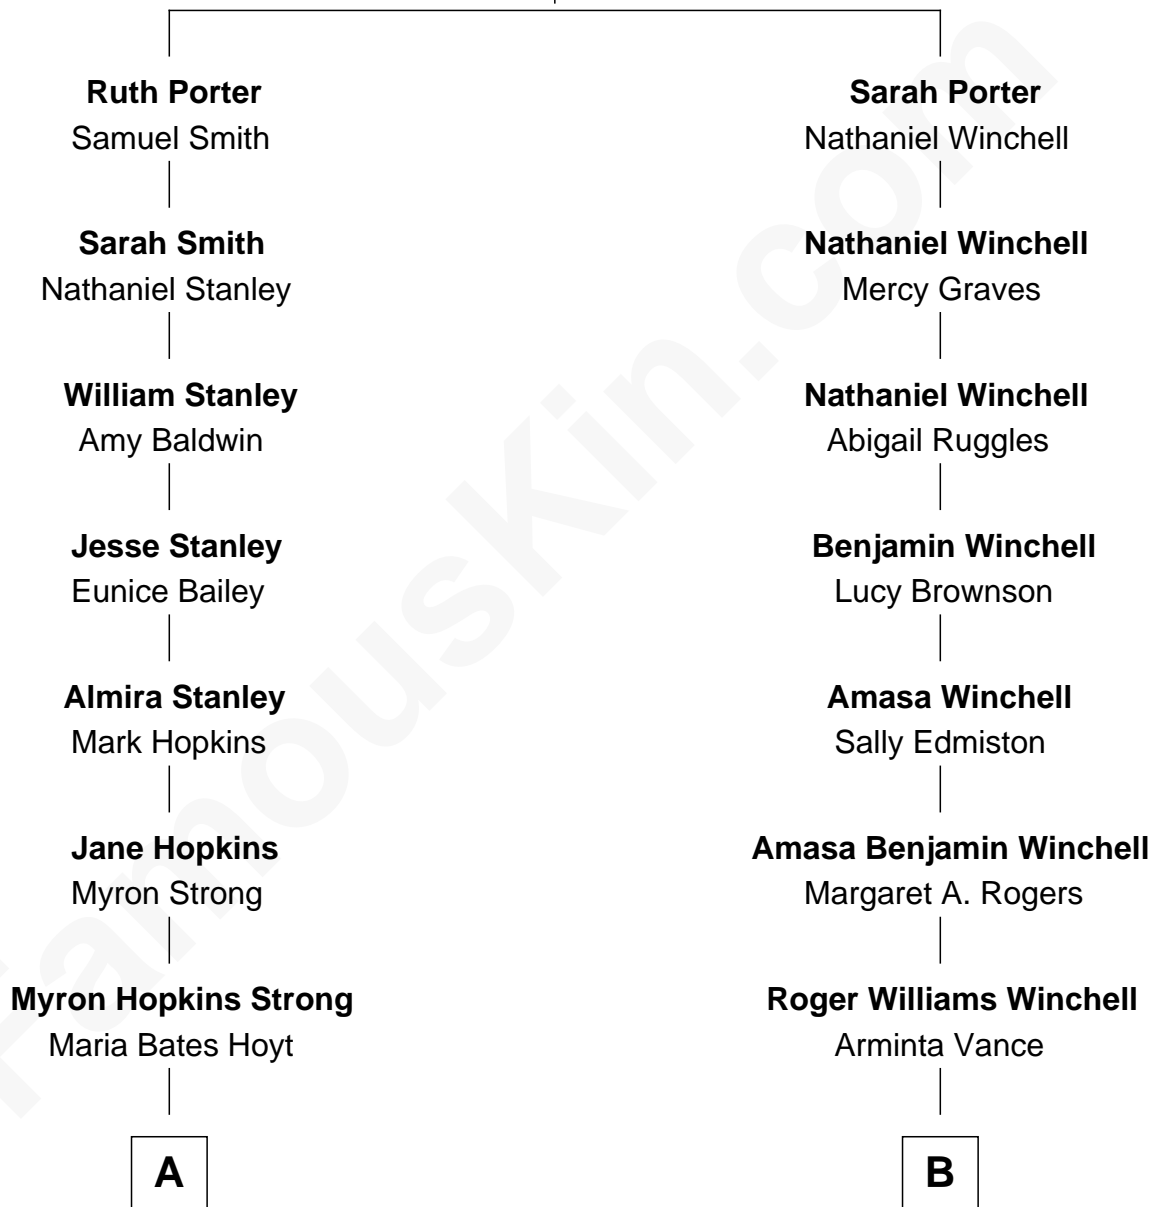 Ruth Porter
Samuel Smith
Sarah Smith
Nathaniel Stanley
William Stanley
Amy Baldwin
Jesse Stanley
Eunice Bailey
Almira Stanley
Mark Hopkins
Jane Hopkins
Myron Strong
Myron Hopkins Strong
Maria Bates Hoyt
A
Sarah Porter
Nathaniel Winchell
Nathaniel Winchell
Mercy Graves
Nathaniel Winchell
Abigail Ruggles
Benjamin Winchell
Lucy Brownson
Amasa Winchell
Sally Edmiston
Amasa Benjamin Winchell
Margaret A. Rogers
Roger Williams Winchell
Arminta Vance
B
FamousKin.com